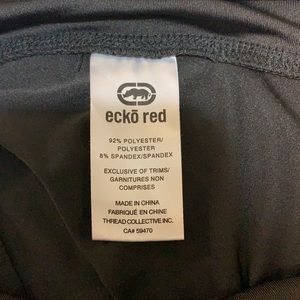 eckō red
92% POLYESTER/
POLYESTER
8% SPANDEX/SPANDEX
EXCLUSIVE OF TRIMS/
GARNITURES NON
COMPRISES
MADE IN CHINA
FABRIQUÉ EN CHINE
THREAD COLLECTIVE INC.
CA# 59470